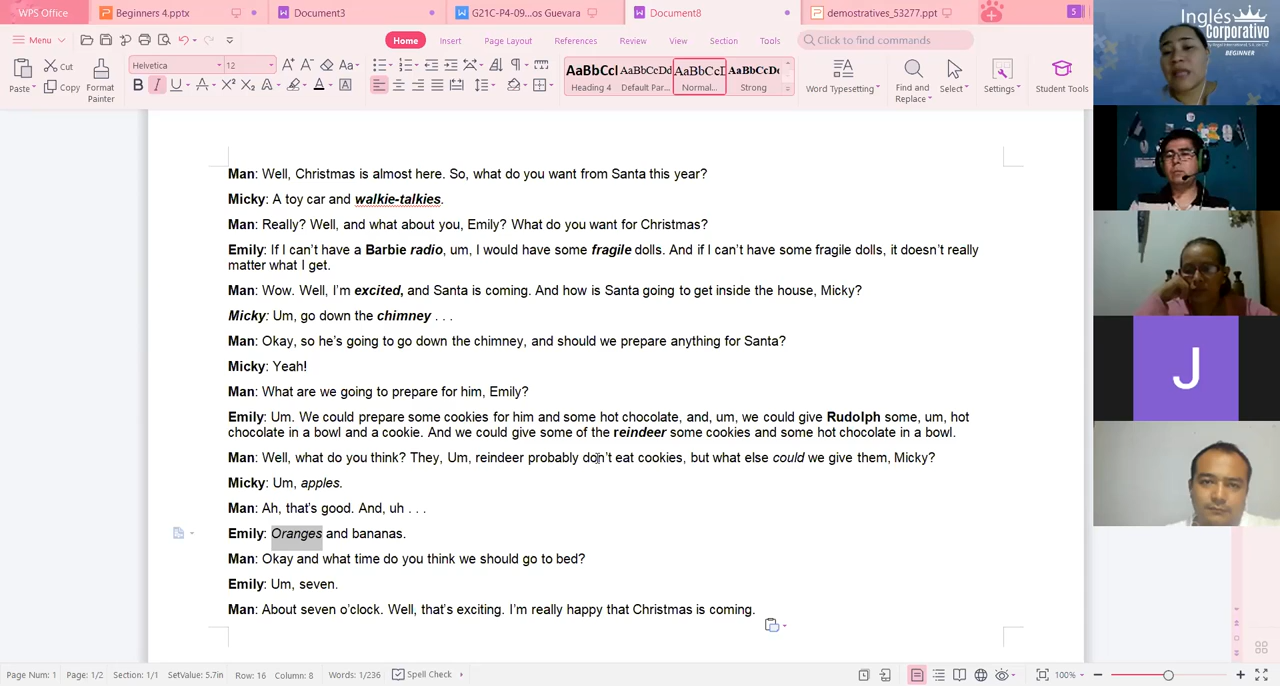 WPS Office
Beginners 4.pptx
Document3
G21C-P4-09...os Guevara
Document8
demostratives_53277.ppt
S
Menu
Home
Insert
Page Layout
References
Review
View
Section
Tools
Click to find commands
Paste
Cut
Copy
Format Painter
Helvetica
12
AaBbCcI
Heading 4
AaBbCcDd
Default Par...
AaBbCcD
Normal...
AaBbCcDd
Strong
Word Typesetting
Find and Replace
Select
Settings
Student Tools
Man: Well, Christmas is almost here. So, what do you want from Santa this year?
Micky: A toy car and walkie-talkies.
Man: Really? Well, and what about you, Emily? What do you want for Christmas?
Emily: If I can't have a Barbie radio, um, I would have some fragile dolls. And if I can't have some fragile dolls, it doesn't really
matter what I get.
Man: Wow. Well, I'm excited, and Santa is coming. And how is Santa going to get inside the house, Micky?
Micky: Um, go down the chimney . . .
Man: Okay, so he's going to go down the chimney, and should we prepare anything for Santa?
Micky: Yeah!
Man: What are we going to prepare for him, Emily?
Emily: Um. We could prepare some cookies for him and some hot chocolate, and, um, we could give Rudolph some, um, hot
chocolate in a bowl and a cookie. And we could give some of the reindeer some cookies and some hot chocolate in a bowl.
Man: Well, what do you think? They, Um, reindeer probably don't eat cookies, but what else could we give them, Micky?
Micky: Um, apples.
Man: Ah, that's good. And, uh . . .
Emily: Oranges and bananas.
Man: Okay and what time do you think we should go to bed?
Emily: Um, seven.
Man: About seven o'clock. Well, that's exciting. I'm really happy that Christmas is coming.
Page Num: 1
Page: 1/2
Section: 1/1
SetValue: 5.7in
Row: 16
Column: 8
Words: 1/236
Spell Check
100%
Inglés
Corporativo
BEGINNER
J